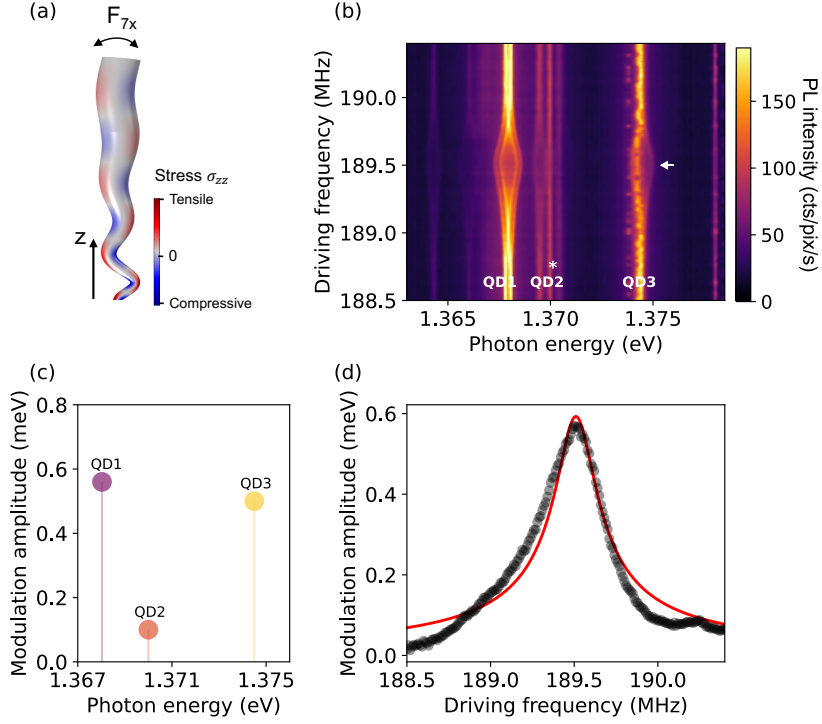 (a)
F7x
Stress σzz
Tensile
0
Compressive
z
(b)
Driving frequency (MHz)
190.0
189.5
189.0
188.5
QD1
QD2
*
QD3
1.365
1.370
1.375
Photon energy (eV)
150
100
50
0
PL intensity (cts/pix/s)
(c)
Modulation amplitude (meV)
0.8
0.6
0.4
0.2
0.0
QD1
QD2
QD3
1.367
1.371
1.375
Photon energy (eV)
(d)
Modulation amplitude (meV)
0.6
0.4
0.2
0.0
188.5
189.0
189.5
190.0
Driving frequency (MHz)